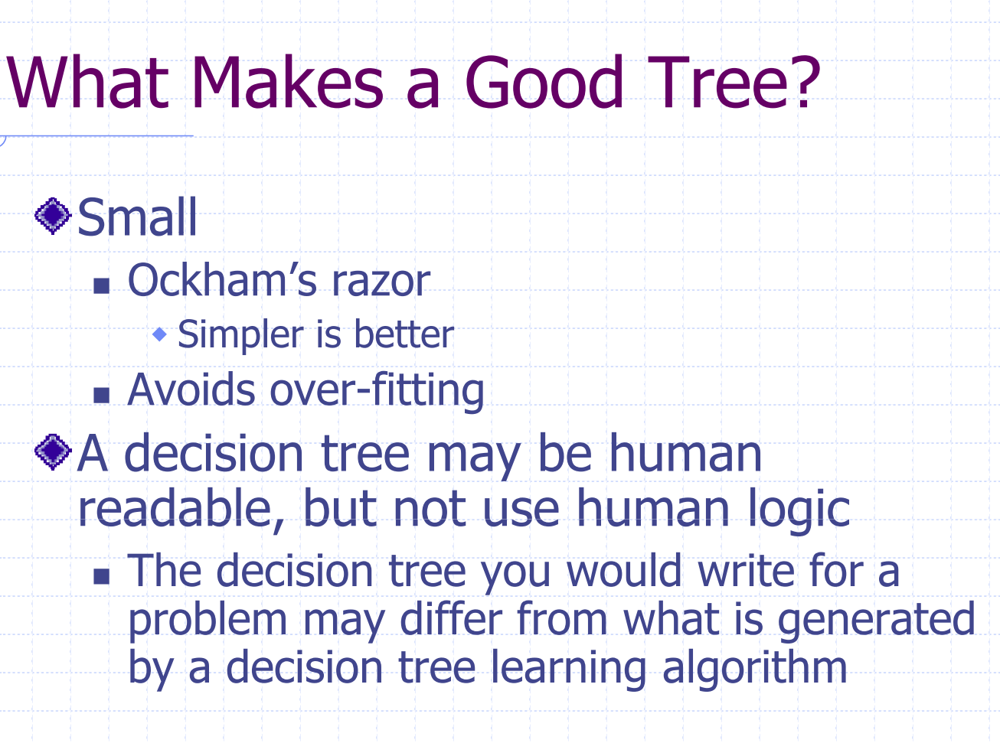 What Makes a Good Tree?
Small
Ockham’s razor
Simpler is better
Avoids over-fitting
A decision tree may be human
readable, but not use human logic
The decision tree you would write for a
problem may differ from what is generated
by a decision tree learning algorithm